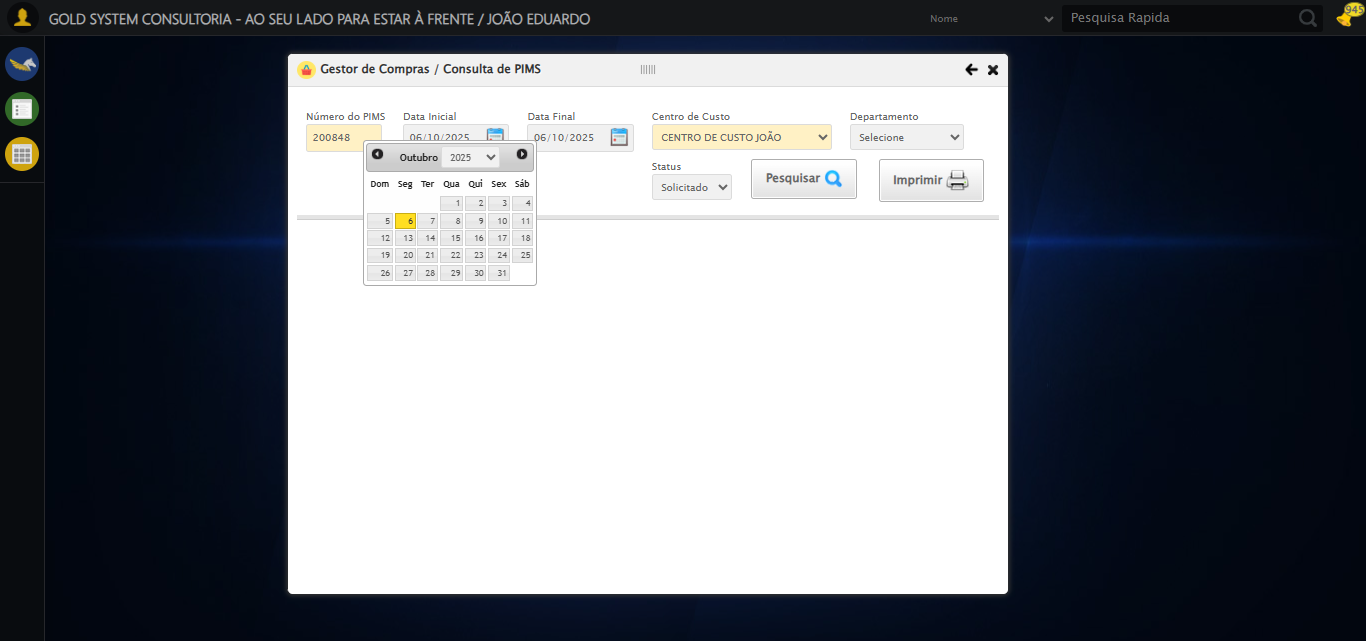 GOLD SYSTEM CONSULTORIA - AO SEU LADO PARA ESTAR À FRENTE / JOÃO EDUARDO
Nome
Pesquisa Rapida
945
Gestor de Compras / Consulta de PIMS
Número do PIMS Data Inicial Data Final Centro de Custo Departamento
200848 06/10/2025 06/10/2025 CENTRO DE CUSTO JOÃO Selecione
Outubro 2025
Status
Solicitado Pesquisar Imprimir
Dom Seg Ter Qua Qui Sex Sáb
1 2 3 4
5 6 7 8 9 10 11
12 13 14 15 16 17 18
19 20 21 22 23 24 25
26 27 28 29 30 31